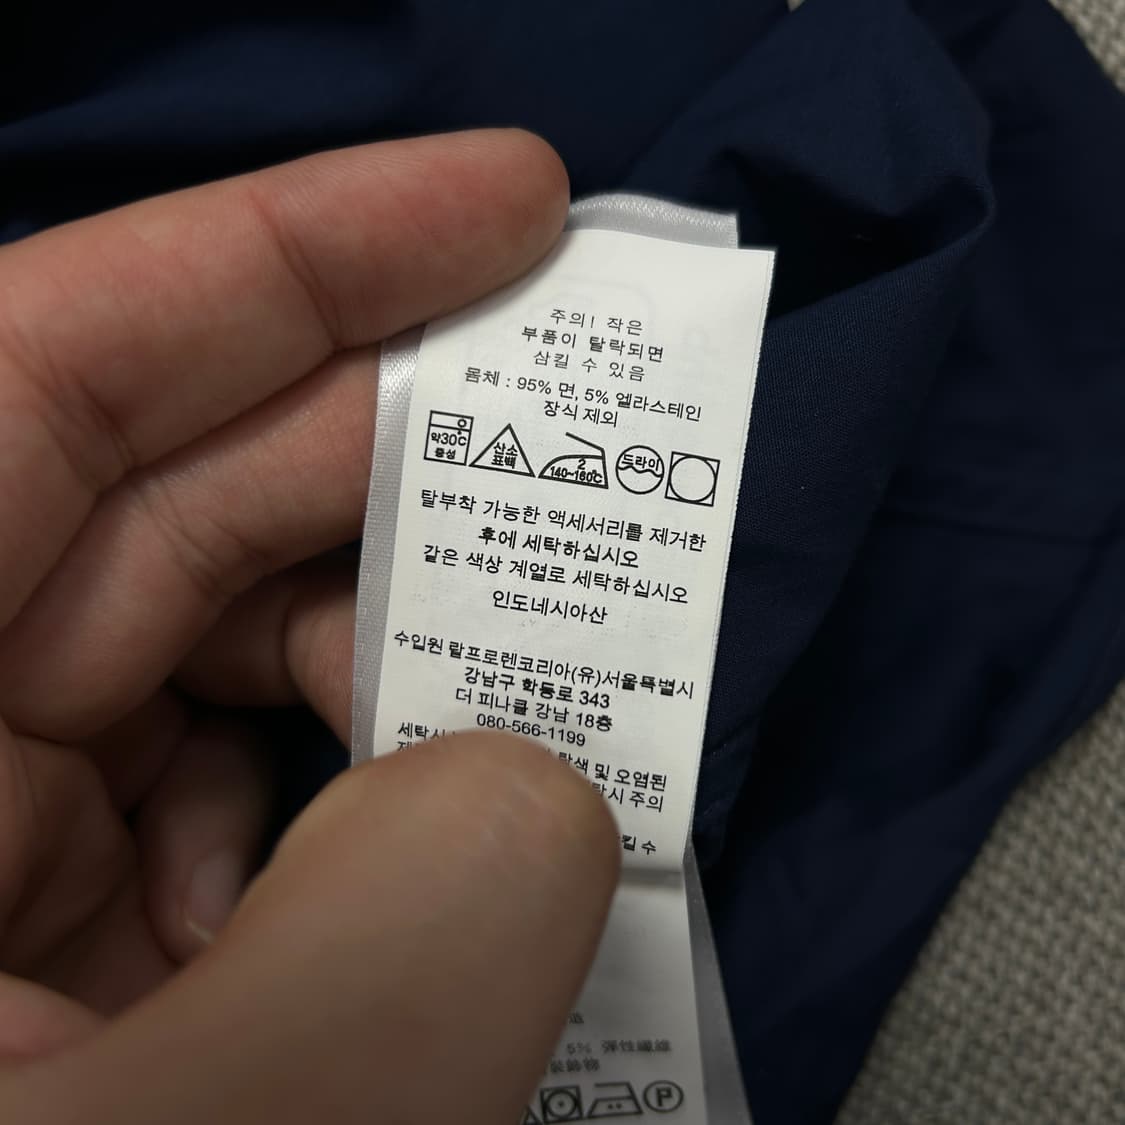 주의! 작은
부품이 탈락되면
삼킬 수 있음
몸체 : 95% 면, 5% 엘라스테인
장식 제외
약30℃
중성
산소
표백
2
140~160℃
드라이
탈부착 가능한 액세서리를 제거한
후에 세탁하십시오
같은 색상 계열로 세탁하십시오
인도네시아산
수입원 랄프로렌코리아(유)서울특별시
강남구 학동로 343
더 피나클 강남 18층
080-566-1199
세탁시
탈색 및 오염된
주의
킬 수
5%
P